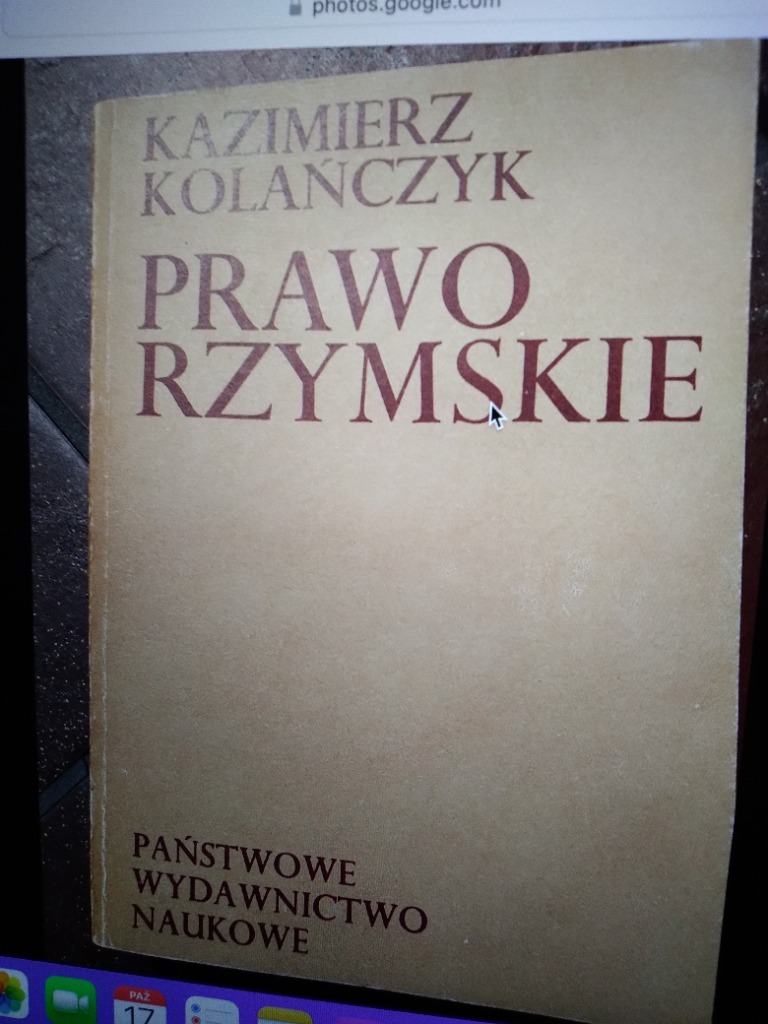 photos.google.com
KAZIMIERZ
KOLAŃCZYK
PRAWO
RZYMSKIE
PAŃSTWOWE
WYDAWNICTWO
NAUKOWE
PAŹ
17